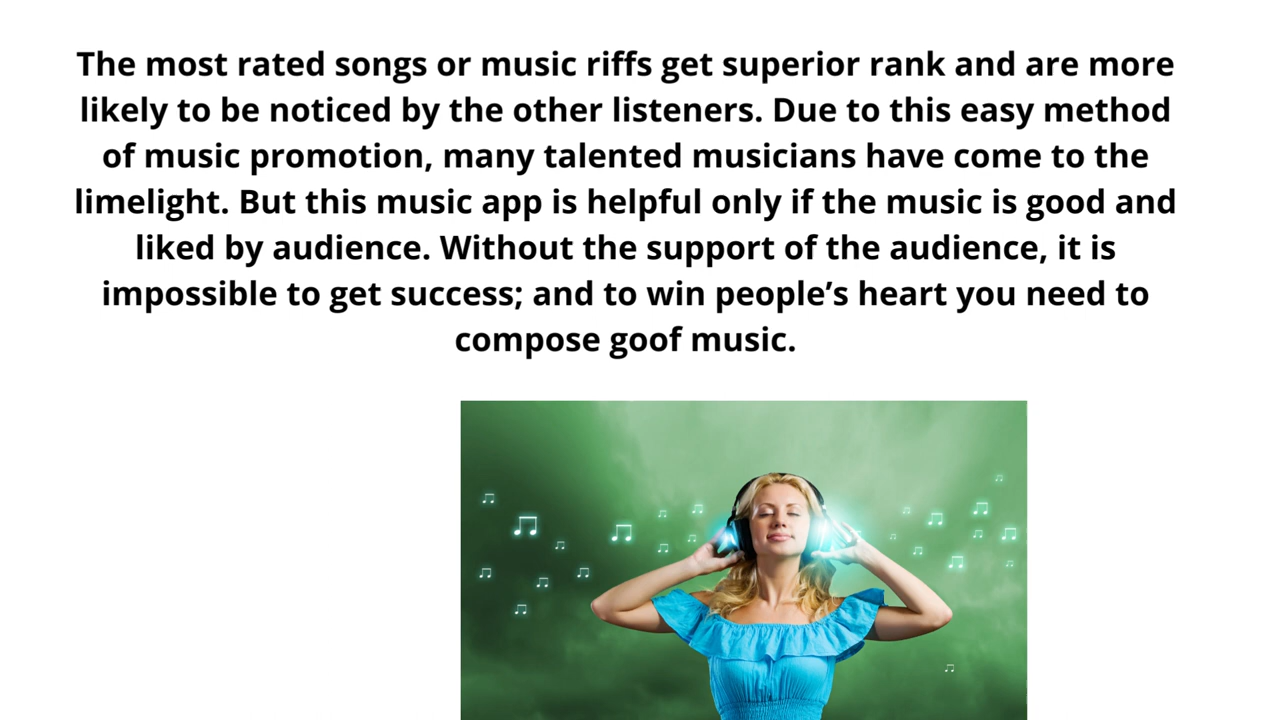 The most rated songs or music riffs get superior rank and are more
likely to be noticed by the other listeners. Due to this easy method
of music promotion, many talented musicians have come to the
limelight. But this music app is helpful only if the music is good and
liked by audience. Without the support of the audience, it is
impossible to get success; and to win people’s heart you need to
compose goof music.